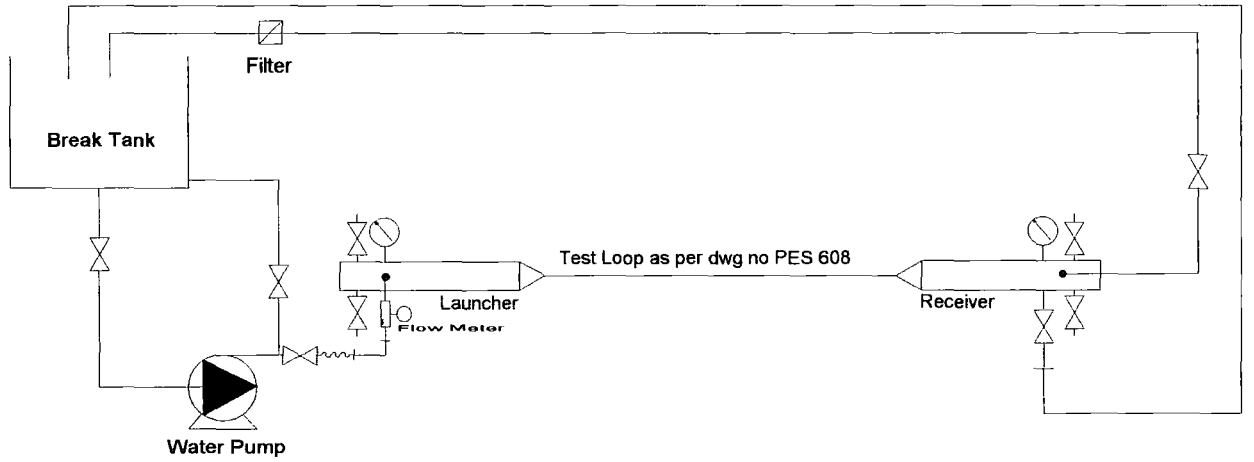 Filter
Break Tank
Test Loop as per dwg no PES 608
Launcher
Receiver
Flow Meter
Water Pump